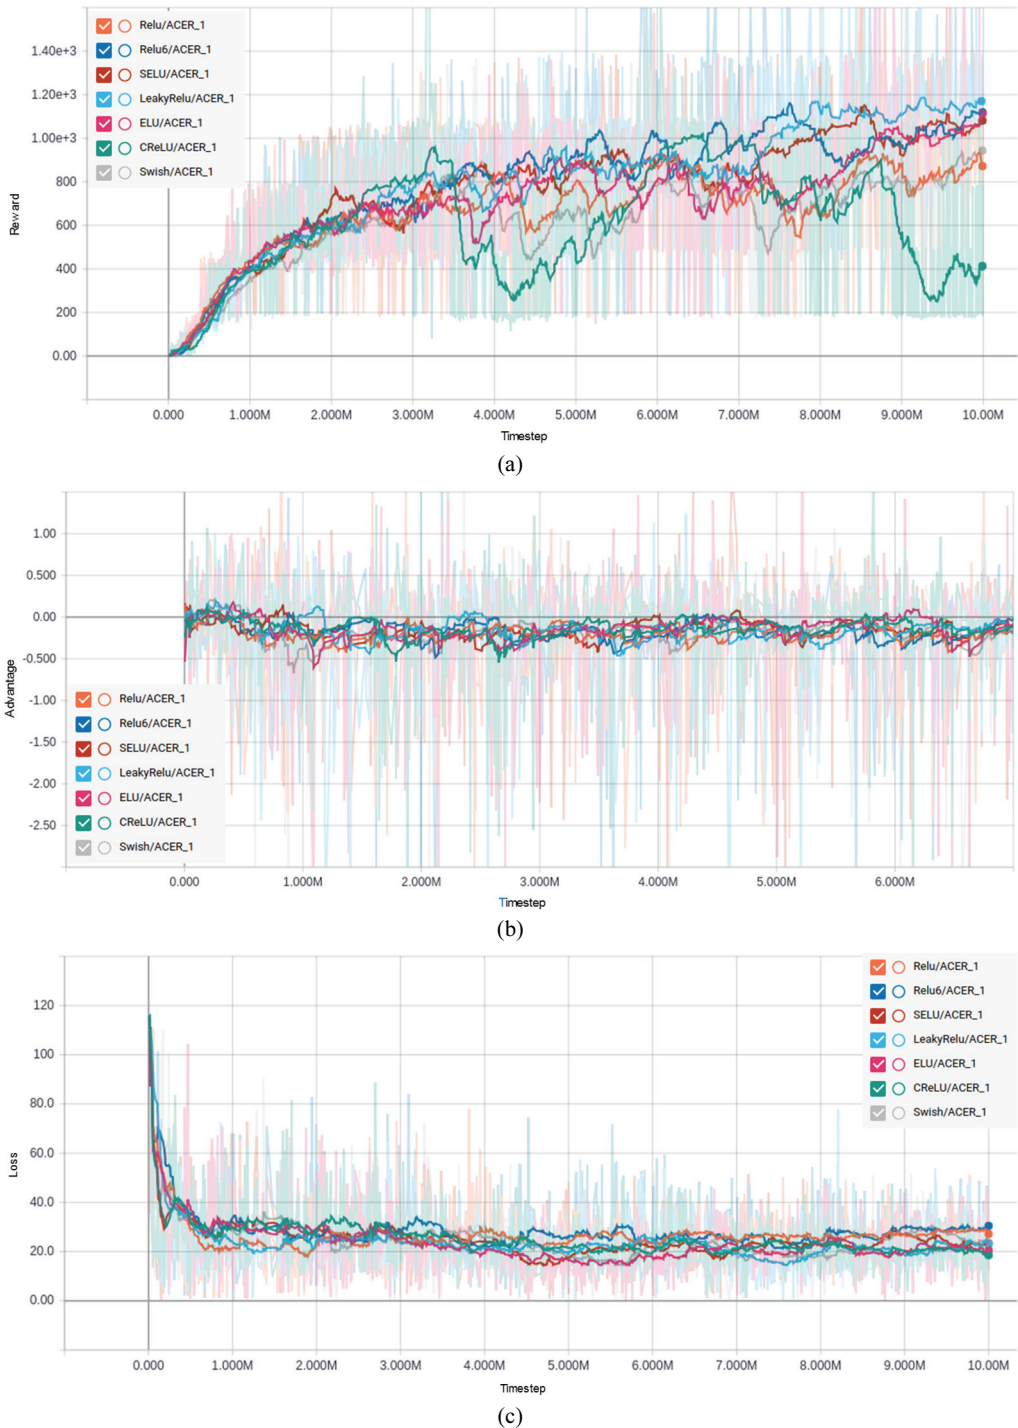 Relu/ACER_1
Relu6/ACER_1
SELU/ACER_1
LeakyRelu/ACER_1
ELU/ACER_1
CReLU/ACER_1
Swish/ACER_1
1.40e+3
1.20e+3
1.00e+3
800
600
400
200
0.00
Reward
0.000 1.000M 2.000M 3.000M 4.000M 5.000M 6.000M 7.000M 8.000M 9.000M 10.00M
Timestep
(a)
1.00
0.500
0.00
-0.500
-1.00
-1.50
-2.00
-2.50
Advantage
Relu/ACER_1
Relu6/ACER_1
SELU/ACER_1
LeakyRelu/ACER_1
ELU/ACER_1
CReLU/ACER_1
Swish/ACER_1
0.000 1.000M 2.000M 3.000M 4.000M 5.000M 6.000M
Timestep
(b)
Relu/ACER_1
Relu6/ACER_1
SELU/ACER_1
LeakyRelu/ACER_1
ELU/ACER_1
CReLU/ACER_1
Swish/ACER_1
120
100
80.0
60.0
40.0
20.0
0.00
Loss
0.000 1.000M 2.000M 3.000M 4.000M 5.000M 6.000M 7.000M 8.000M 9.000M 10.00M
Timestep
(c)